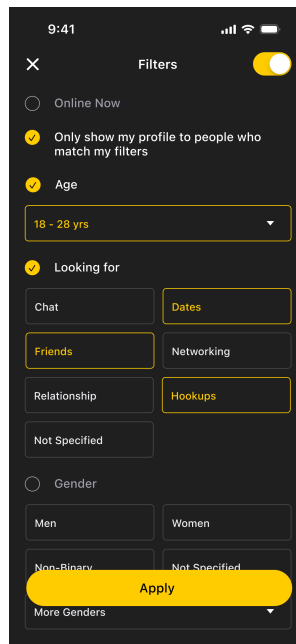 9:41
Filters
Online Now
Only show my profile to people who
match my filters
Age
18 - 28 yrs
Looking for
Chat
Dates
Friends
Networking
Relationship
Hookups
Not Specified
Gender
Men
Women
Non-Binary
Not Specified
Apply
More Genders